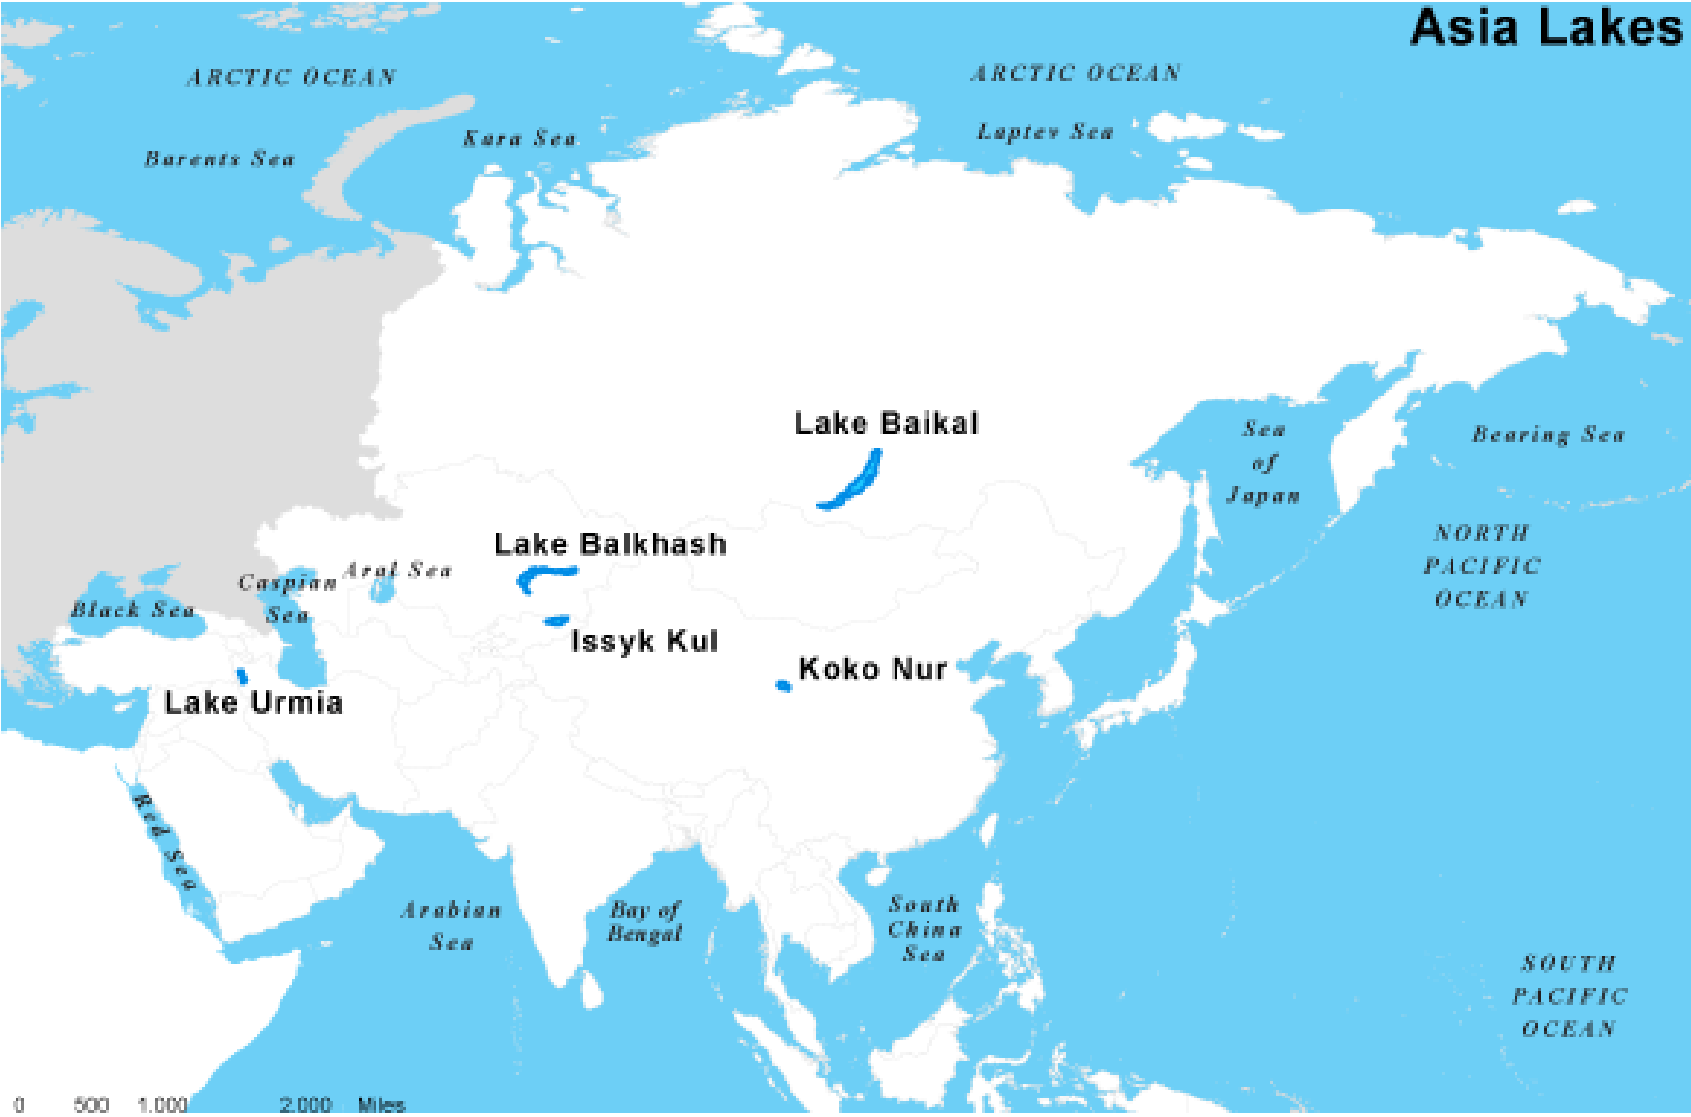 Asia Lakes
ARCTIC OCEAN
ARCTIC OCEAN
Kara Sea
Laptev Sea
Barents Sea
Lake Baikal
Sea
of
Japan
Bearing Sea
NORTH
PACIFIC
OCEAN
Lake Balkhash
Aral Sea
Caspian
Sea
Black Sea
Issyk Kul
Koko Nur
Lake Urmia
Red Sea
Arabian
Sea
Bay of
Bengal
South
China
Sea
SOUTH
PACIFIC
OCEAN
0 500 1.000 2.000 Miles